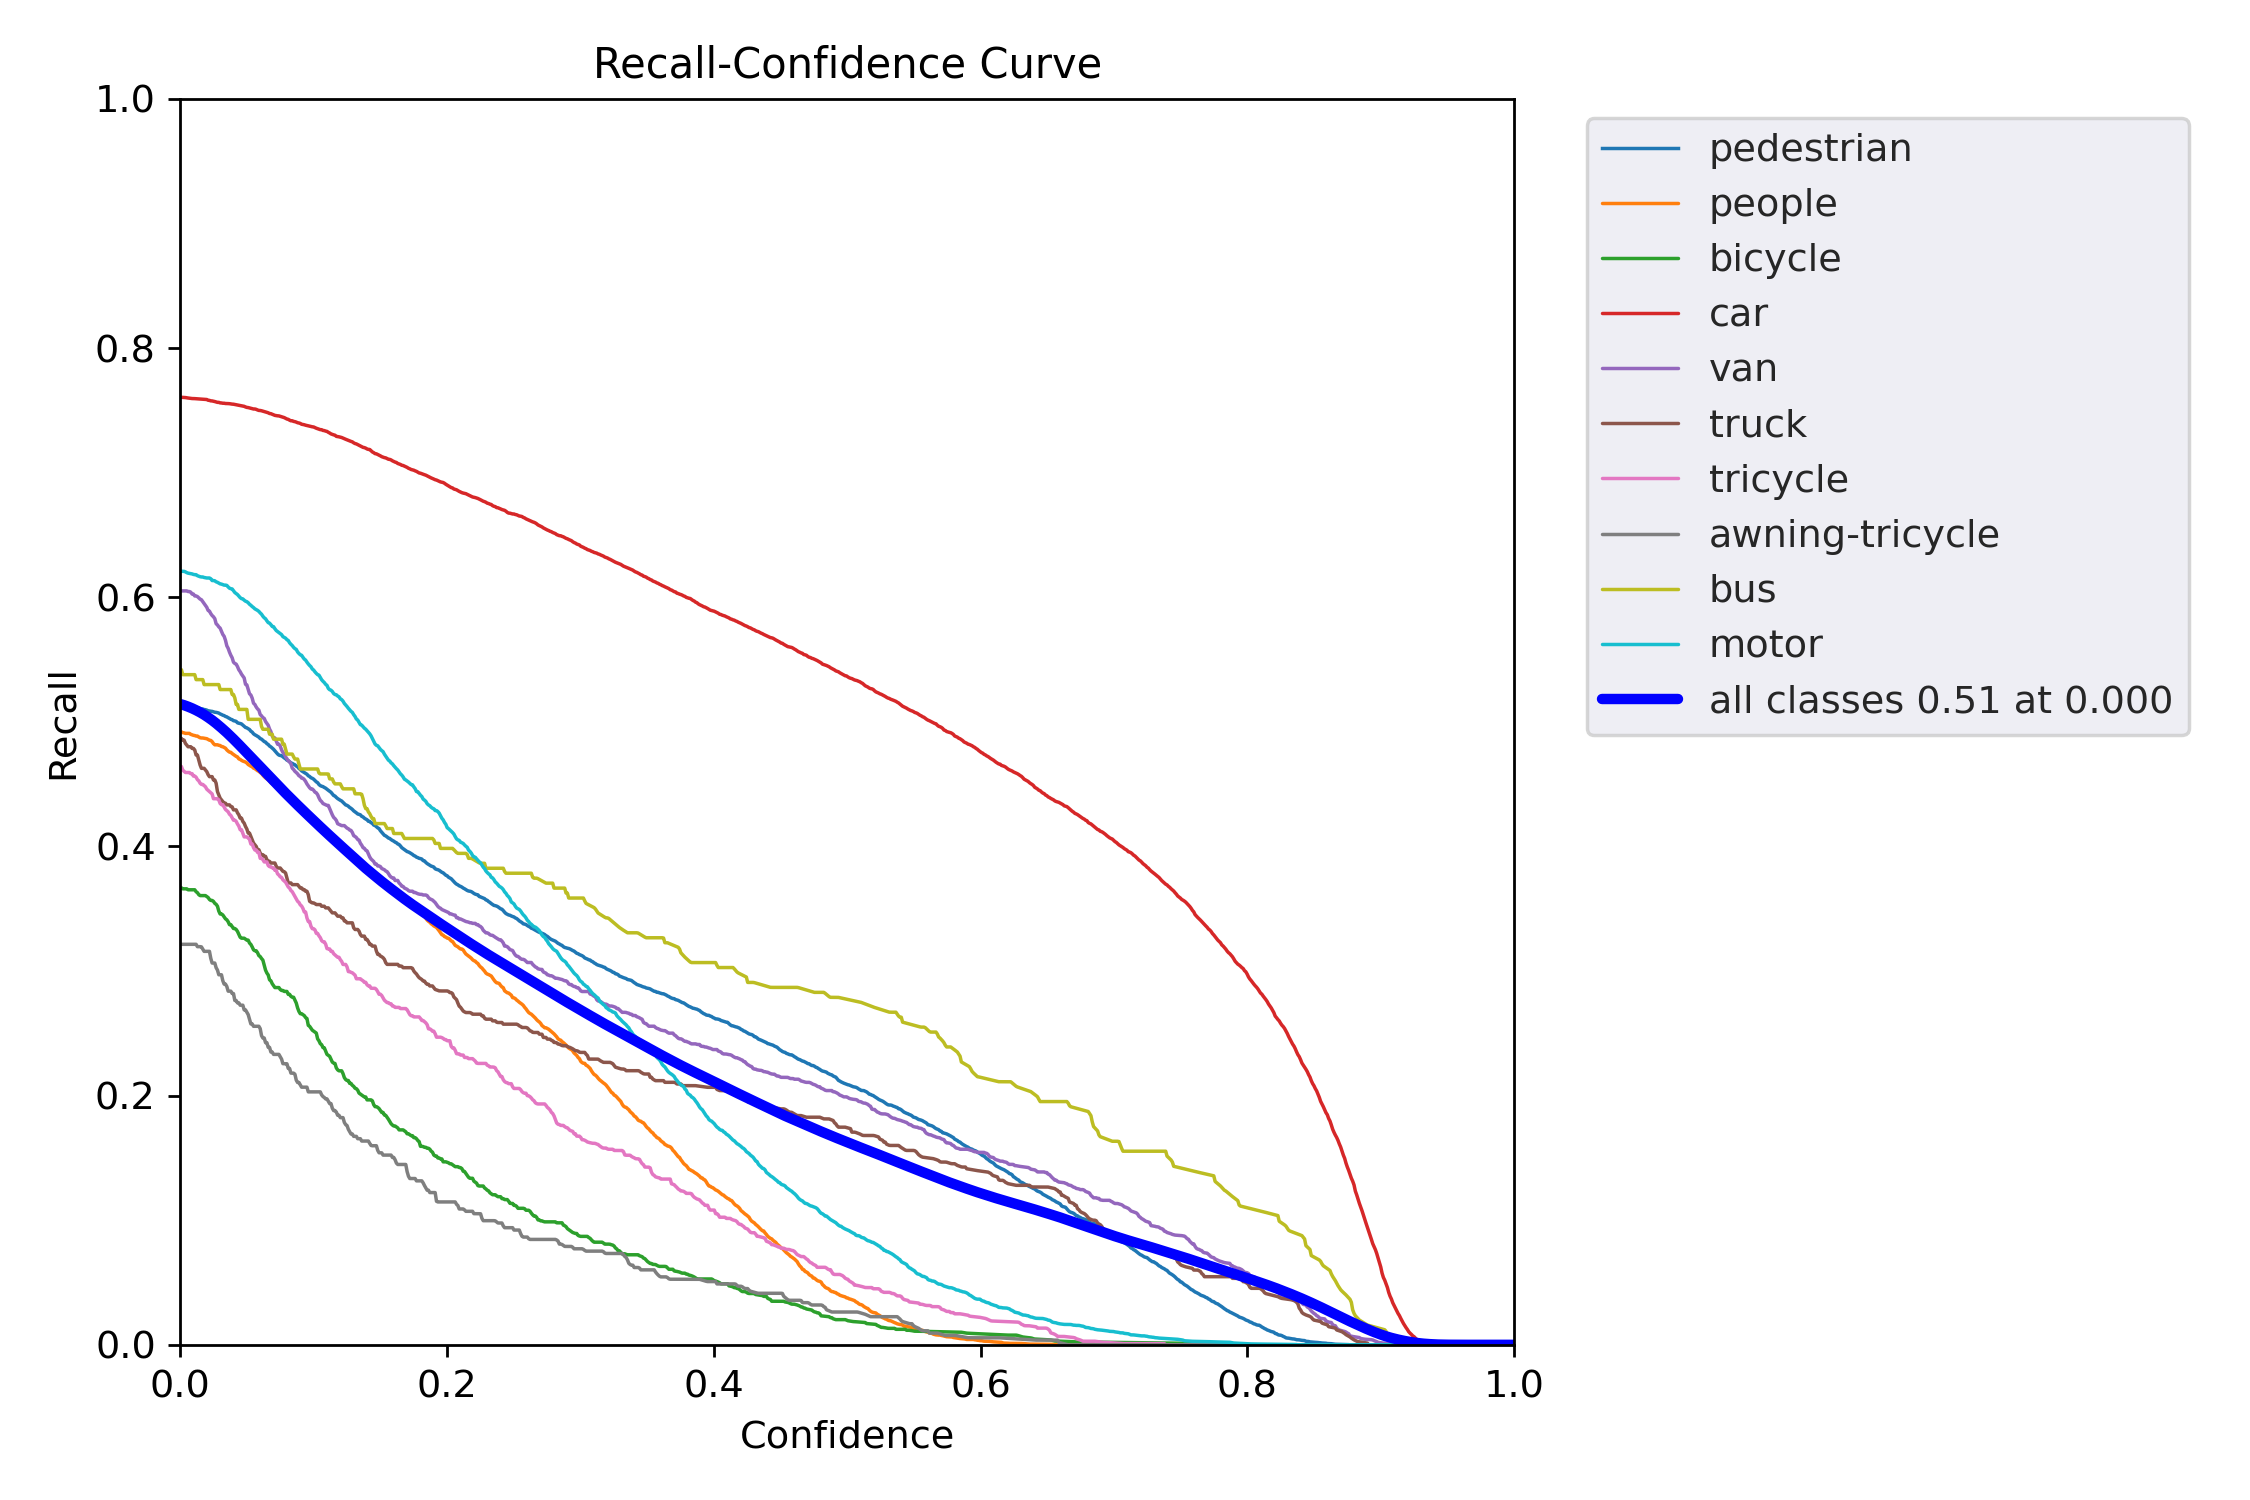 Recall-Confidence Curve
1.0
0.8
0.6
0.4
0.2
0.0
Recall
0.0 0.2 0.4 0.6 0.8 1.0
Confidence
pedestrian
people
bicycle
car
van
truck
tricycle
awning-tricycle
bus
motor
all classes 0.51 at 0.000